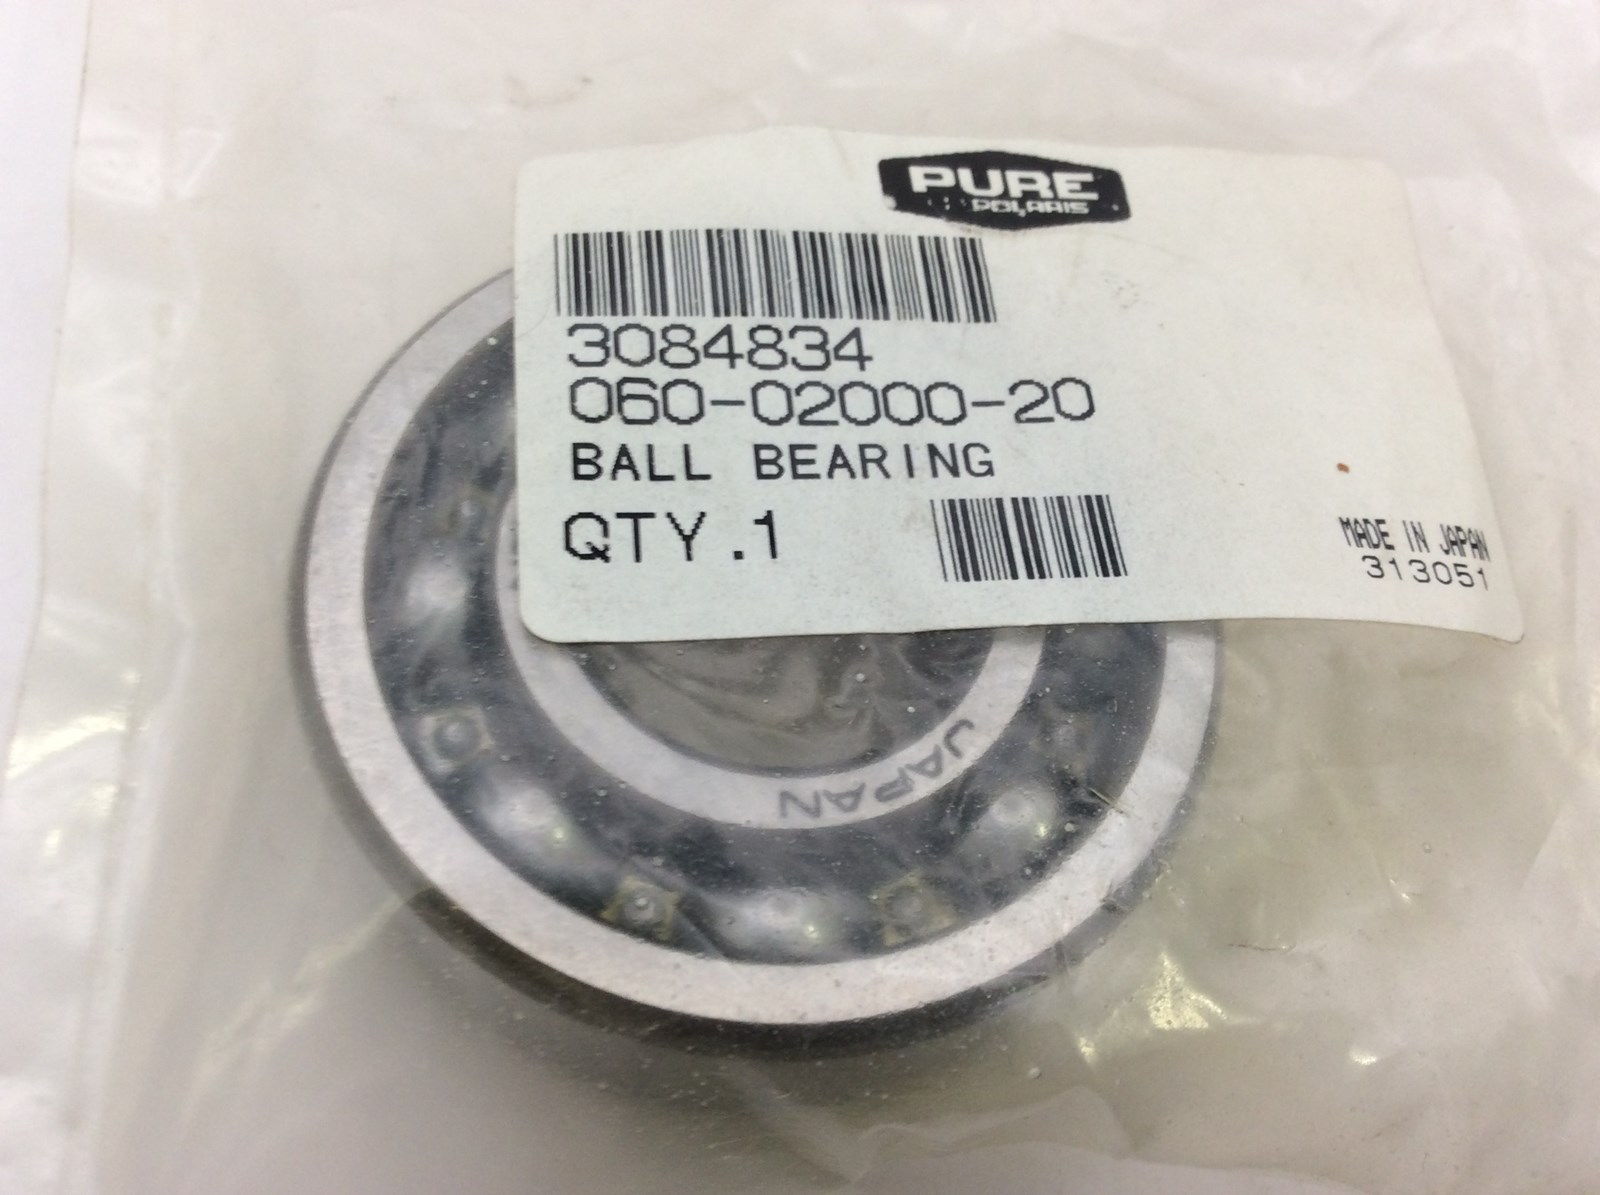 PURE
POLARIS
3084834
060-02000-20
BALL BEARING
QTY.1
MADE IN JAPAN
313051
JAPAN